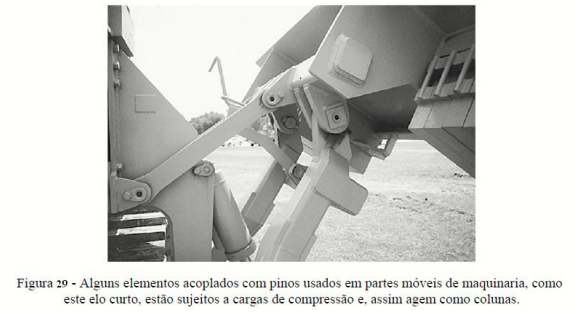 Figura 29 - Alguns elementos acoplados com pinos usados em partes móveis de maquinaria, como
este elo curto, estão sujeitos a cargas de compressão e, assim agem como colunas.